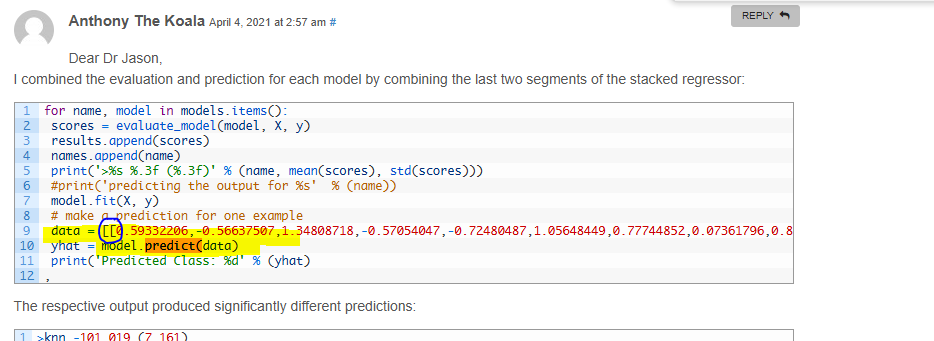 Anthony The Koala April 4, 2021 at 2:57 am #
REPLY
Dear Dr Jason,
I combined the evaluation and prediction for each model by combining the last two segments of the stacked regressor:
1 for name, model in models.items():
2 scores = evaluate_model(model, X, y)
3 results.append(scores)
4 names.append(name)
5 print('>%s %.3f (%.3f)' % (name, mean(scores), std(scores)))
6 #print('predicting the output for %s' % (name))
7 model.fit(X, y)
8 # make a prediction for one example
9 data = [[0.59332206,-0.56637507,1.34808718,-0.57054047,-0.72480487,1.05648449,0.77744852,0.07361796,0.8
10 yhat = model.predict(data)
11 print('Predicted Class: %d' % (yhat)
12 ,
The respective output produced significantly different predictions:
1 >knn -101.019 (7.161)